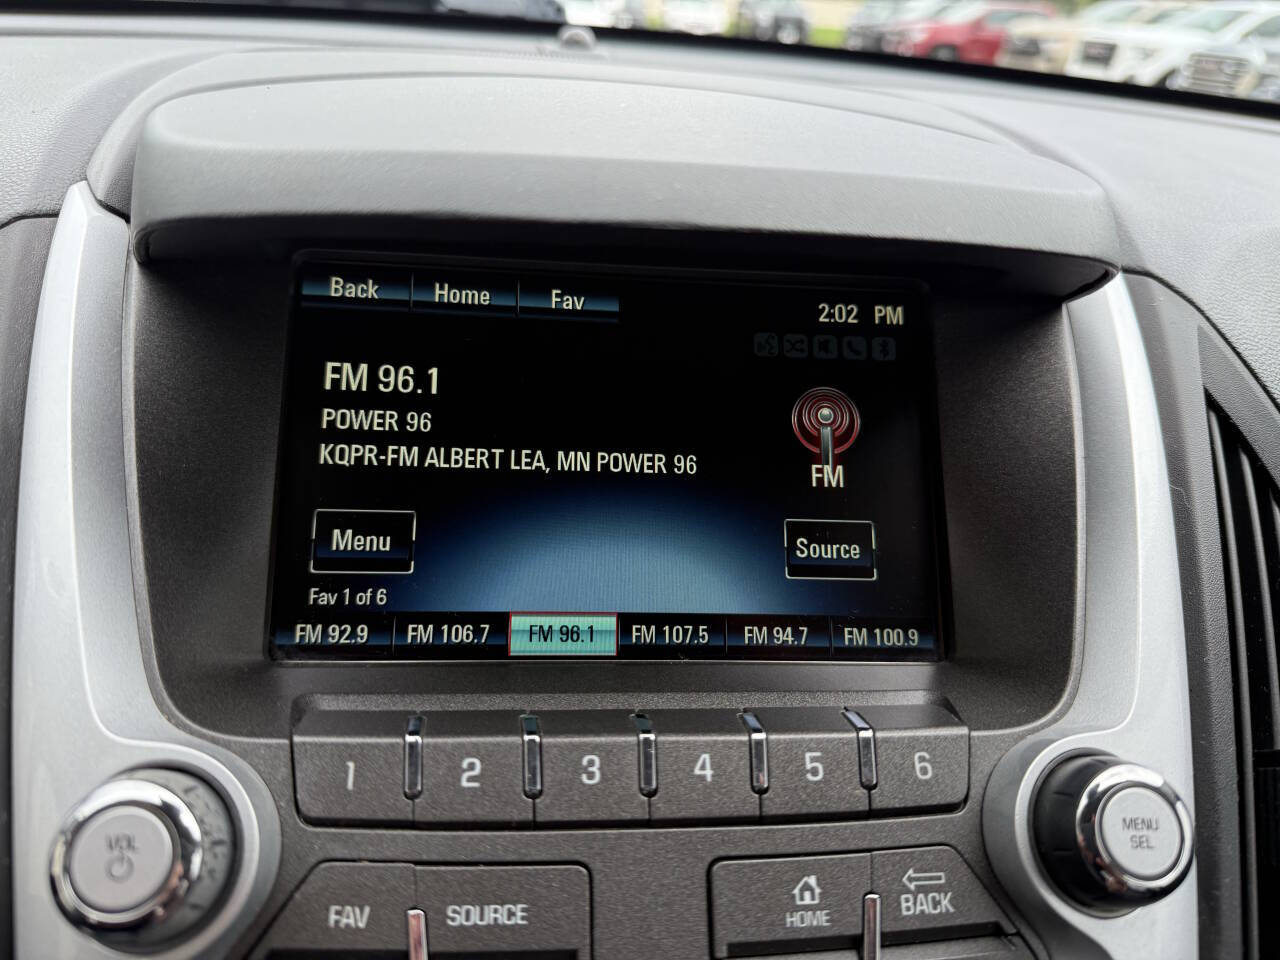 Back Home Fav
2:02 PM
FM 96.1
POWER 96
KQPR-FM ALBERT LEA, MN POWER 96
FM
Menu
Source
Fav 1 of 6
FM 92.9 FM 106.7 FM 96.1 FM 107.5 FM 94.7 FM 100.9
1 2 3 4 5 6
VOL
MENU
SEL
FAV SOURCE
HOME
BACK